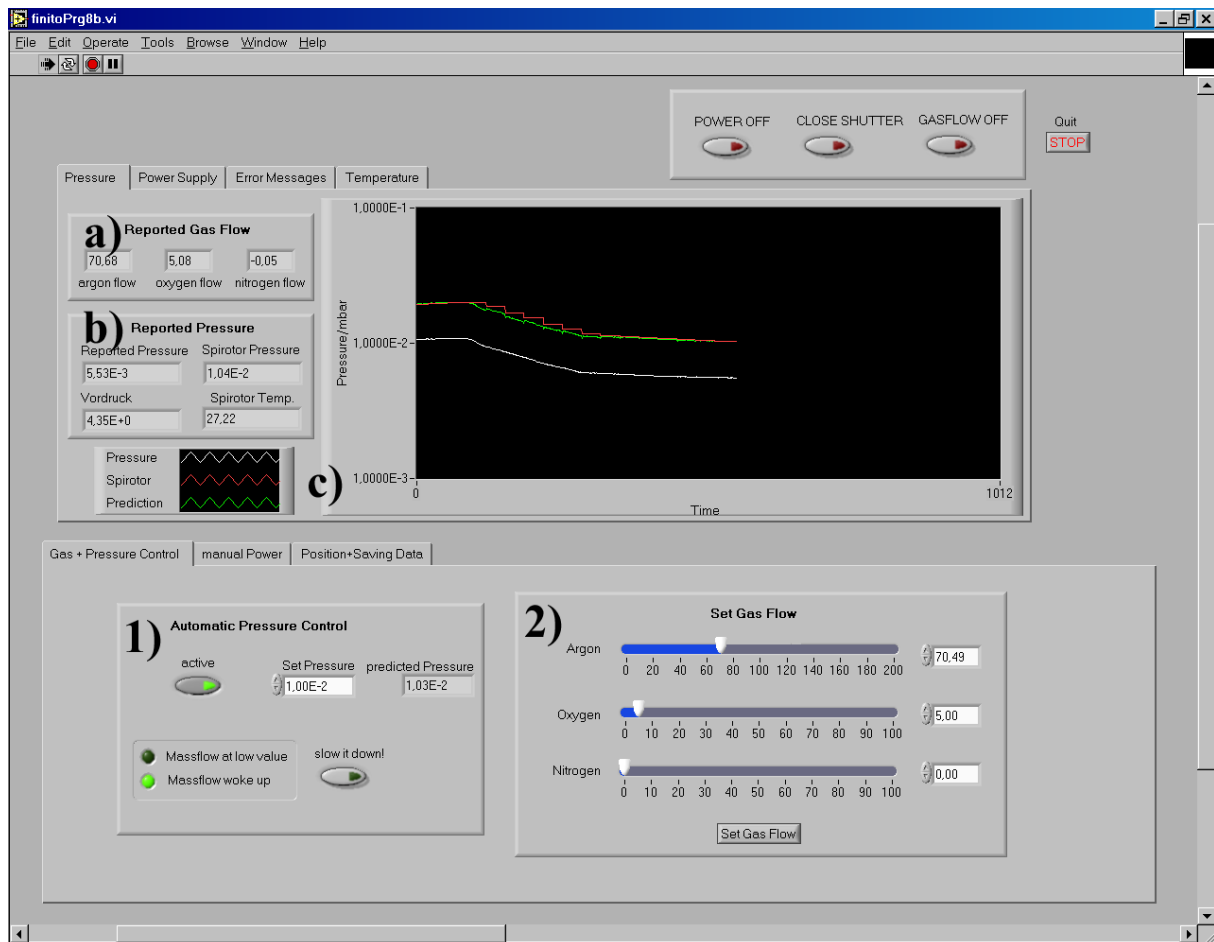 finitoPrg8b.vi
File Edit Operate Tools Browse Window Help
POWER OFF CLOSE SHUTTER GASFLOW OFF Quit
STOP
Pressure Power Supply Error Messages Temperature
a) Reported Gas Flow
70,68 5,08 -0,05
argon flow oxygen flow nitrogen flow
b) Reported Pressure
Reported Pressure Spirotor Pressure
5,53E-3 1,04E-2
Vordruck Spirotor Temp.
4,35E+0 27,22
Pressure
Spirotor
Prediction
c)
1,0000E-1
1,0000E-2
1,0000E-3
Pressure/mbar
0 1012
Time
Gas + Pressure Control manual Power Position+Saving Data
1) Automatic Pressure Control
active Set Pressure predicted Pressure
1,00E-2 1,03E-2
Massflow at low value slow it down!
Massflow woke up
2) Set Gas Flow
Argon 70,49
0 20 40 60 80 100 120 140 160 180 200
Oxygen 5,00
0 10 20 30 40 50 60 70 80 90 100
Nitrogen 0,00
0 10 20 30 40 50 60 70 80 90 100
Set Gas Flow